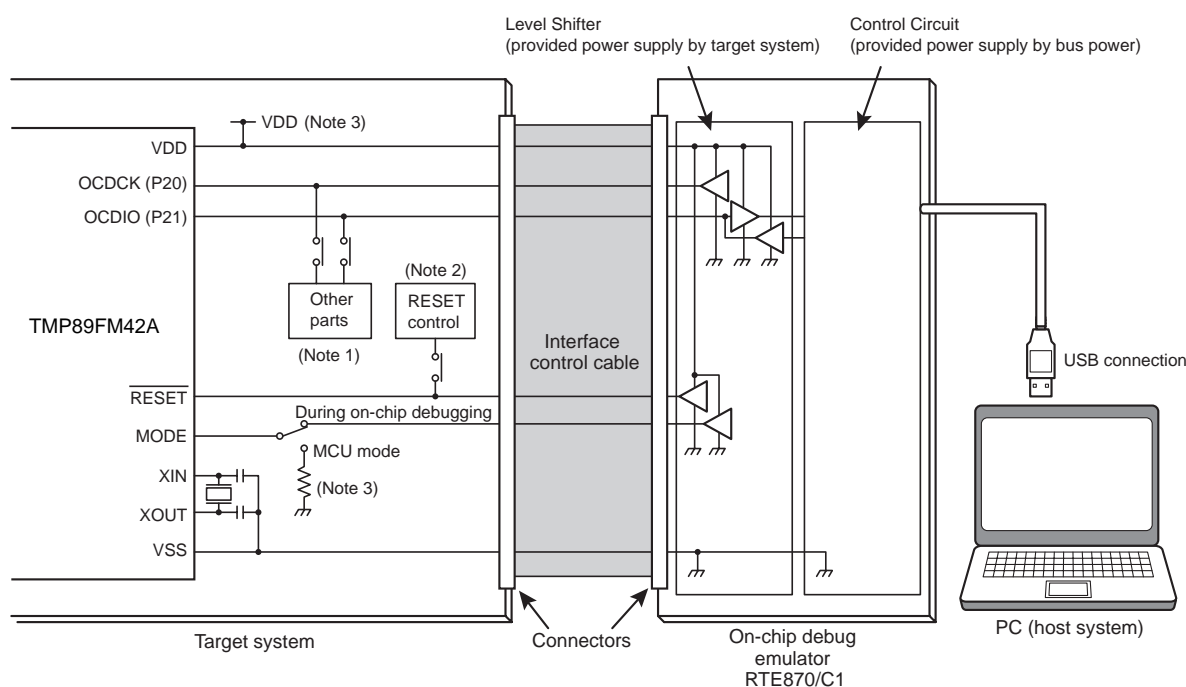 Level Shifter
(provided power supply by target system)
Control Circuit
(provided power supply by bus power)
VDD (Note 3)
VDD
OCDCK (P20)
OCDIO (P21)
TMP89FM42A
Other
parts
(Note 1)
(Note 2)
RESET
control
Interface
control cable
USB connection
RESET
During on-chip debugging
MODE
MCU mode
(Note 3)
XIN
XOUT
VSS
Target system
Connectors
On-chip debug
emulator
RTE870/C1
PC (host system)